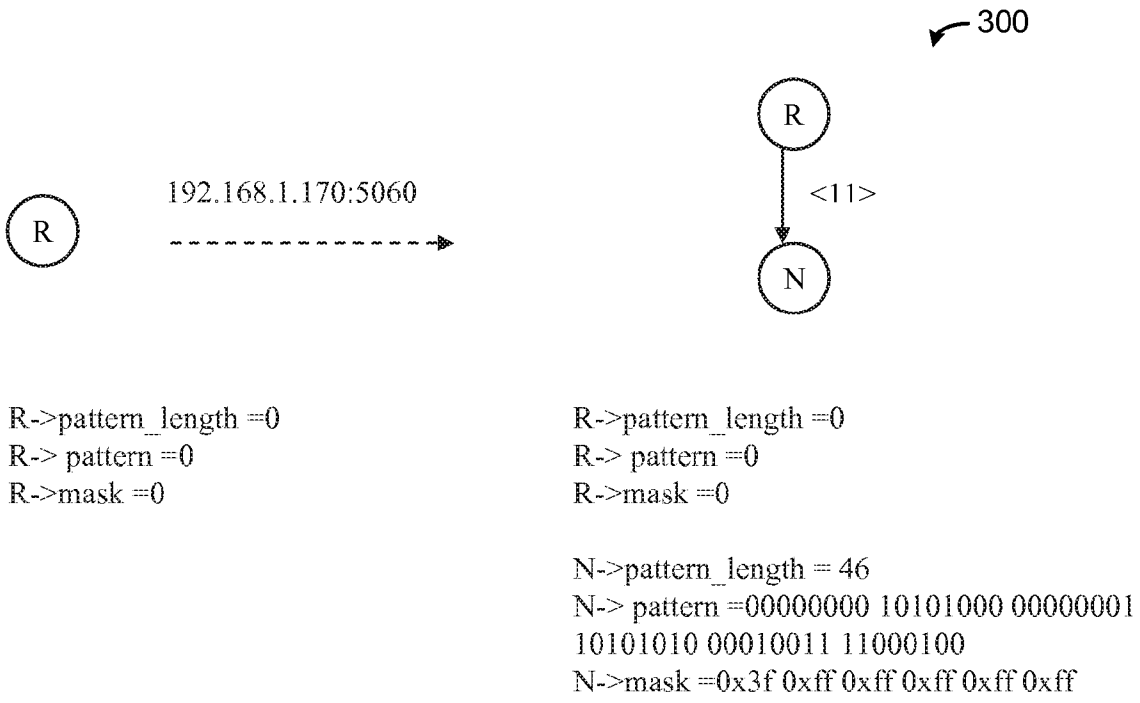 300
R
192.168.1.170:5060
R
<11>
N
R->pattern_length =0
R-> pattern =0
R->mask =0
R->pattern_length =0
R-> pattern =0
R->mask =0
N->pattern_length = 46
N-> pattern =00000000 10101000 00000001
10101010 00010011 11000100
N->mask =0x3f 0xff 0xff 0xff 0xff 0xff